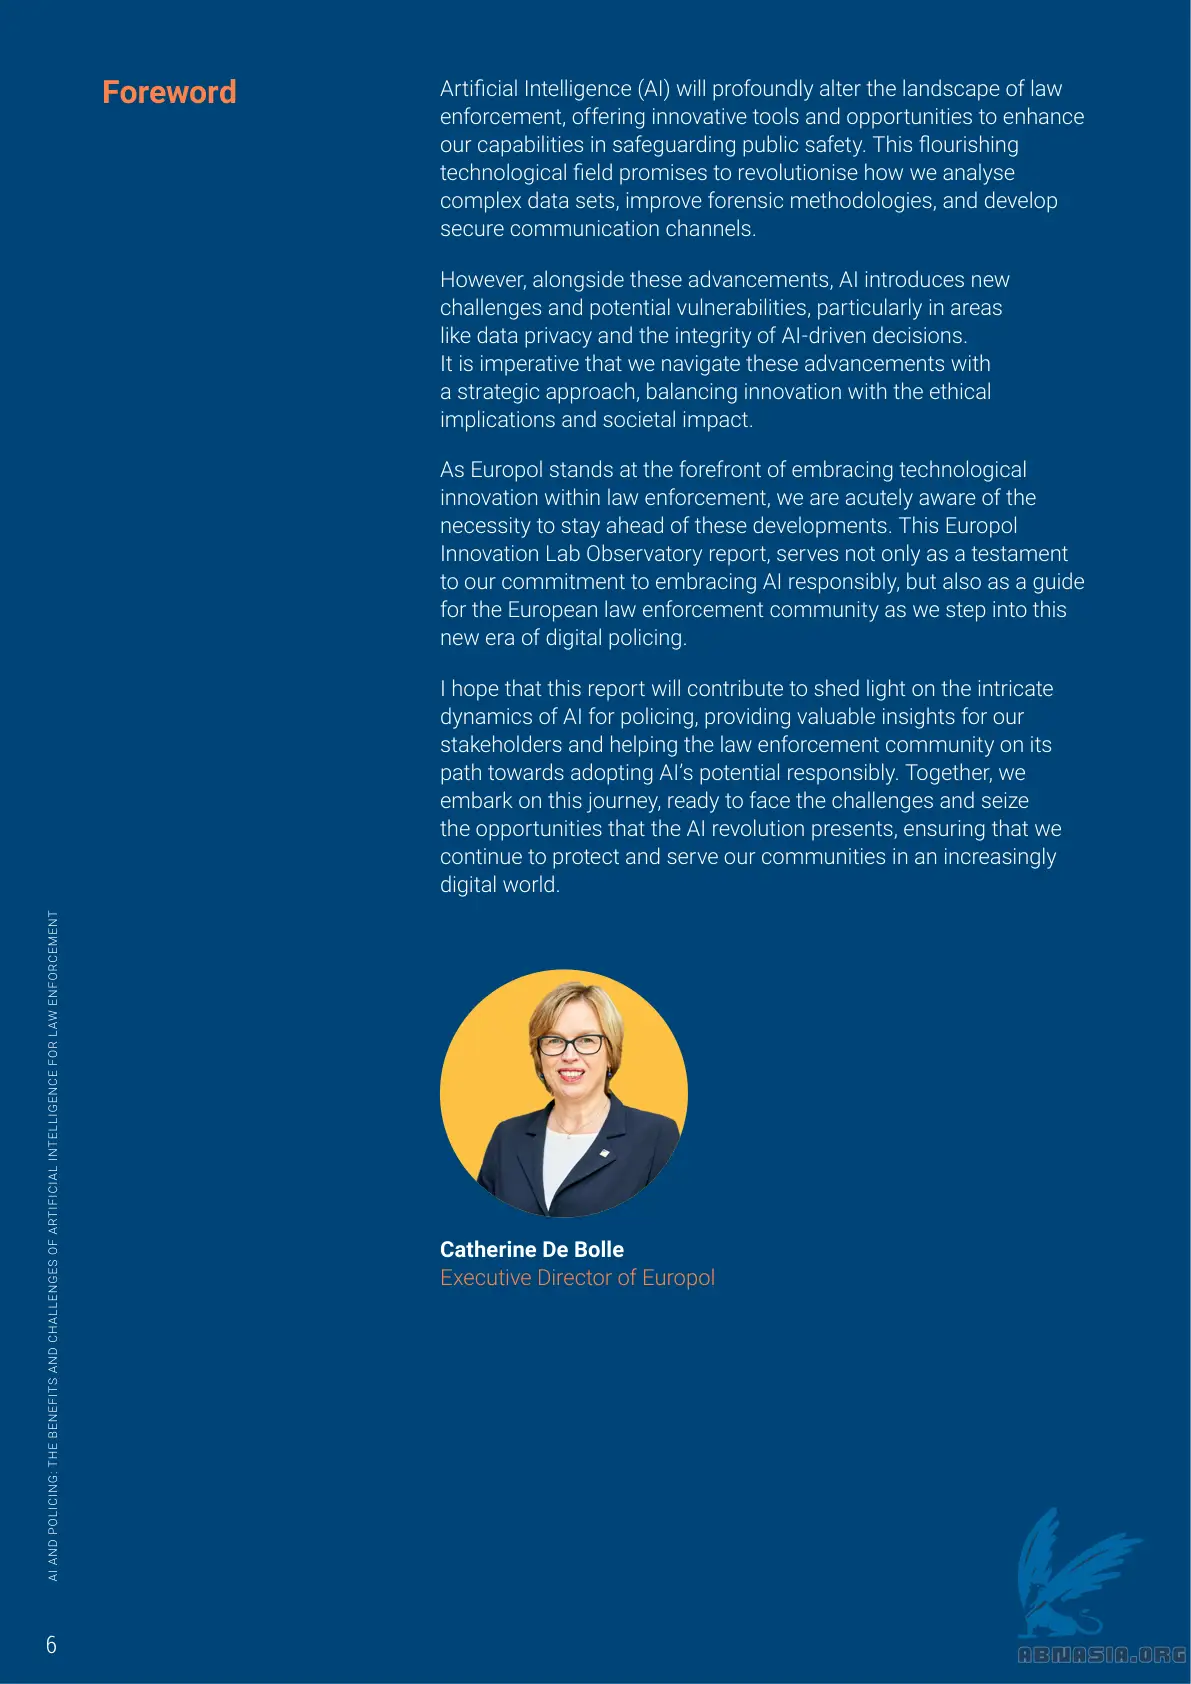 Foreword
Artificial Intelligence (AI) will profoundly alter the landscape of law
enforcement, offering innovative tools and opportunities to enhance
our capabilities in safeguarding public safety. This flourishing
technological field promises to revolutionise how we analyse
complex data sets, improve forensic methodologies, and develop
secure communication channels.
However, alongside these advancements, AI introduces new
challenges and potential vulnerabilities, particularly in areas
like data privacy and the integrity of AI-driven decisions.
It is imperative that we navigate these advancements with
a strategic approach, balancing innovation with the ethical
implications and societal impact.
As Europol stands at the forefront of embracing technological
innovation within law enforcement, we are acutely aware of the
necessity to stay ahead of these developments. This Europol
Innovation Lab Observatory report, serves not only as a testament
to our commitment to embracing AI responsibly, but also as a guide
for the European law enforcement community as we step into this
new era of digital policing.
I hope that this report will contribute to shed light on the intricate
dynamics of AI for policing, providing valuable insights for our
stakeholders and helping the law enforcement community on its
path towards adopting AI’s potential responsibly. Together, we
embark on this journey, ready to face the challenges and seize
the opportunities that the AI revolution presents, ensuring that we
continue to protect and serve our communities in an increasingly
digital world.
Catherine De Bolle
Executive Director of Europol
AI AND POLICING: THE BENEFITS AND CHALLENGES OF ARTIFICIAL INTELLIGENCE FOR LAW ENFORCEMENT
6
ABNASIA.ORG